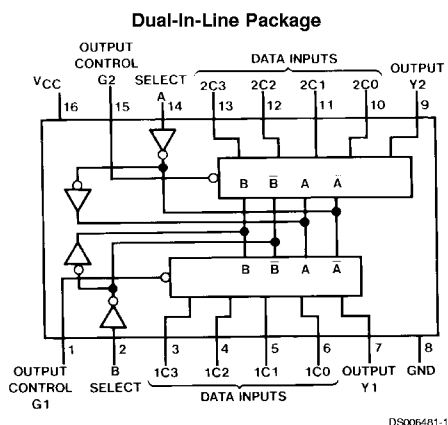 Dual-In-Line Package
OUTPUT
CONTROL
G2
SELECT
A
DATA INPUTS
2C3 2C2 2C1 2C0
OUTPUT
Y2
VCC
16 15 14 13 12 11 10 9
B B̅ A A̅
B B̅ A A̅
1 2 3 4 5 6 7 8
OUTPUT
CONTROL
G1
B
SELECT
1C3 1C2 1C1 1C0
DATA INPUTS
OUTPUT
Y1
GND
DS006481-1